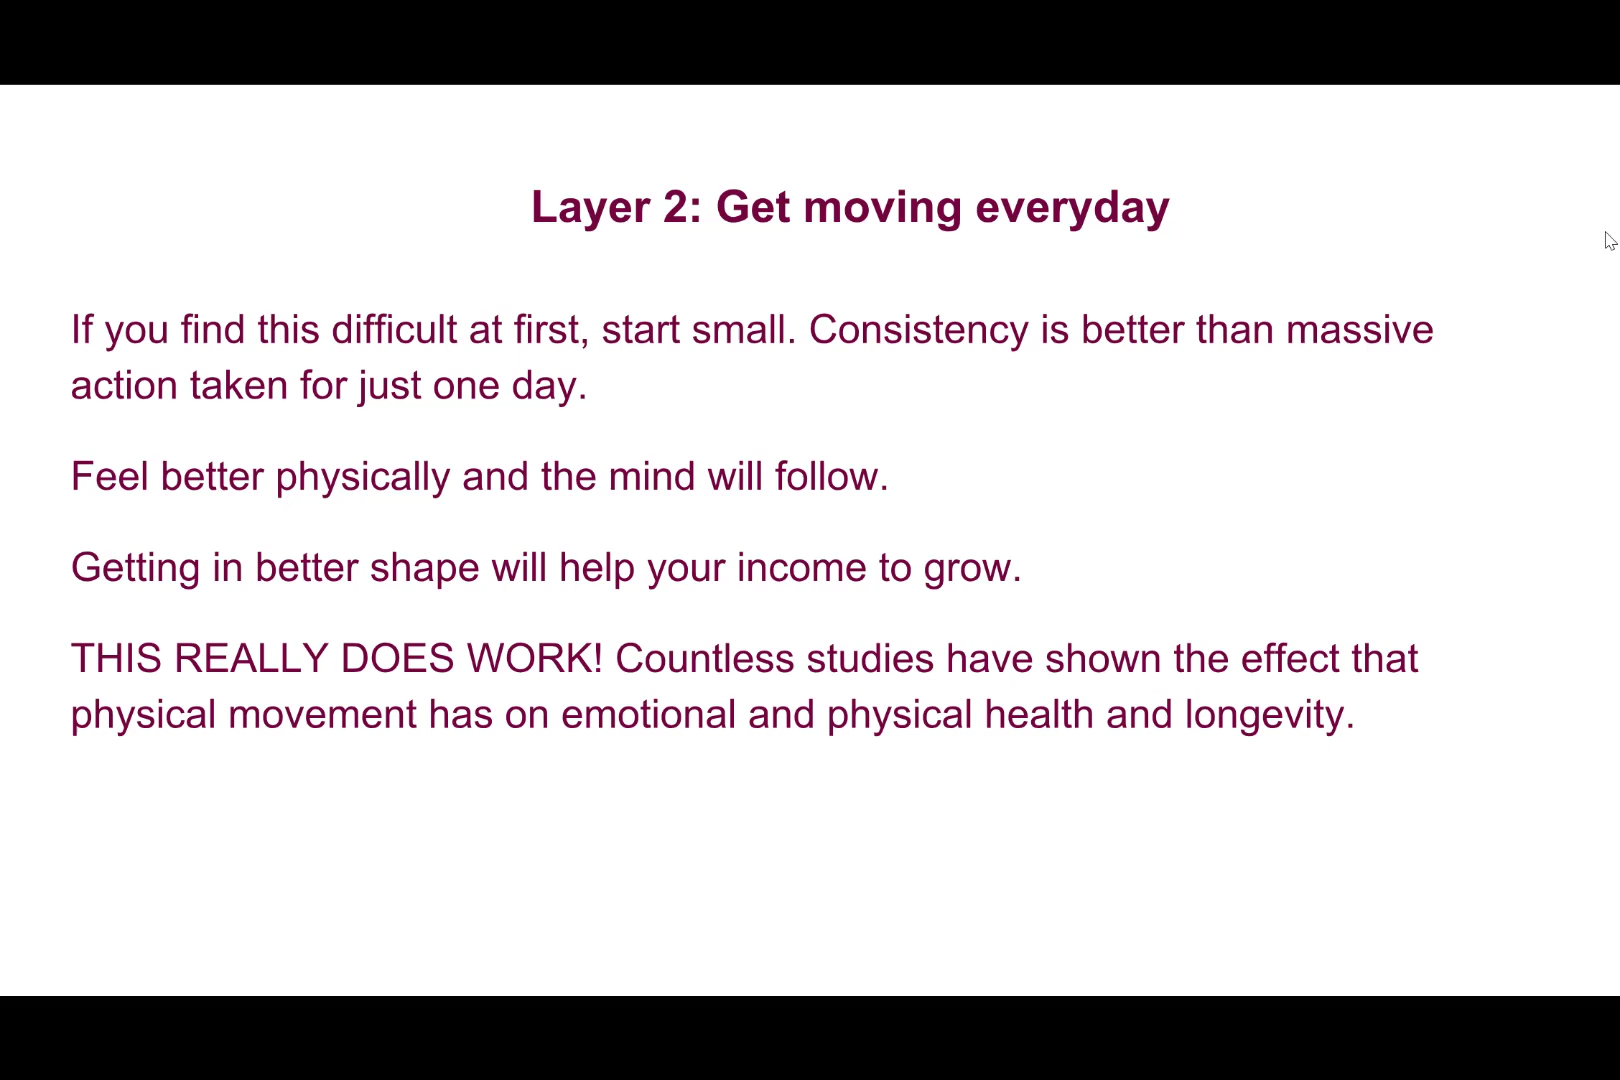 Layer 2: Get moving everyday
If you find this difficult at first, start small. Consistency is better than massive
action taken for just one day.
Feel better physically and the mind will follow.
Getting in better shape will help your income to grow.
THIS REALLY DOES WORK! Countless studies have shown the effect that
physical movement has on emotional and physical health and longevity.